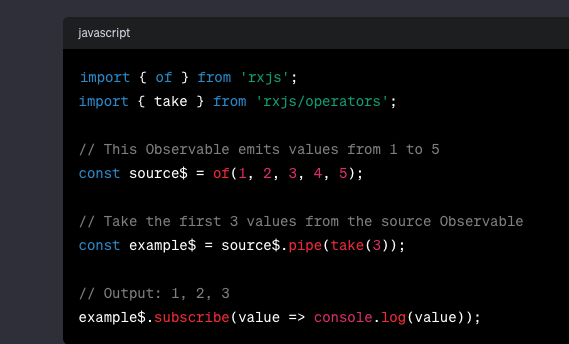 javascript
import { of } from 'rxjs';
import { take } from 'rxjs/operators';
// This Observable emits values from 1 to 5
const source$ = of(1, 2, 3, 4, 5);
// Take the first 3 values from the source Observable
const example$ = source$.pipe(take(3));
// Output: 1, 2, 3
example$.subscribe(value => console.log(value));